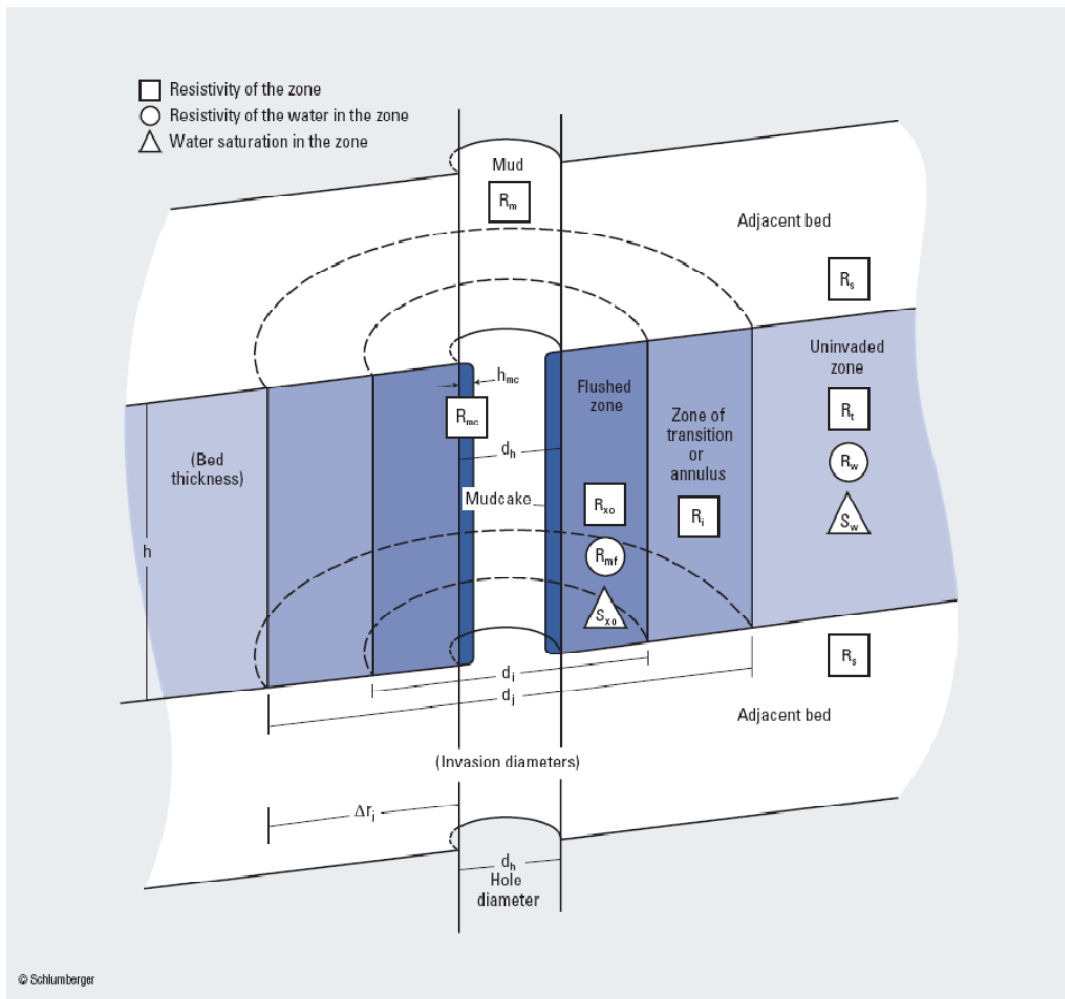 Resistivity of the zone
Resistivity of the water in the zone
Water saturation in the zone
Mud
Rm
Adjacent bed
Rs
Uninvaded
zone
Rt
Rw
Sw
hmc
Rmc
dh
Mudcake
Flushed
zone
Rxo
Rmf
Sxo
Zone of
transition
or
annulus
Ri
(Bed
thickness)
h
di
dj
Rs
Adjacent bed
(Invasion diameters)
Δrj
dh
Hole
diameter
© Schlumberger